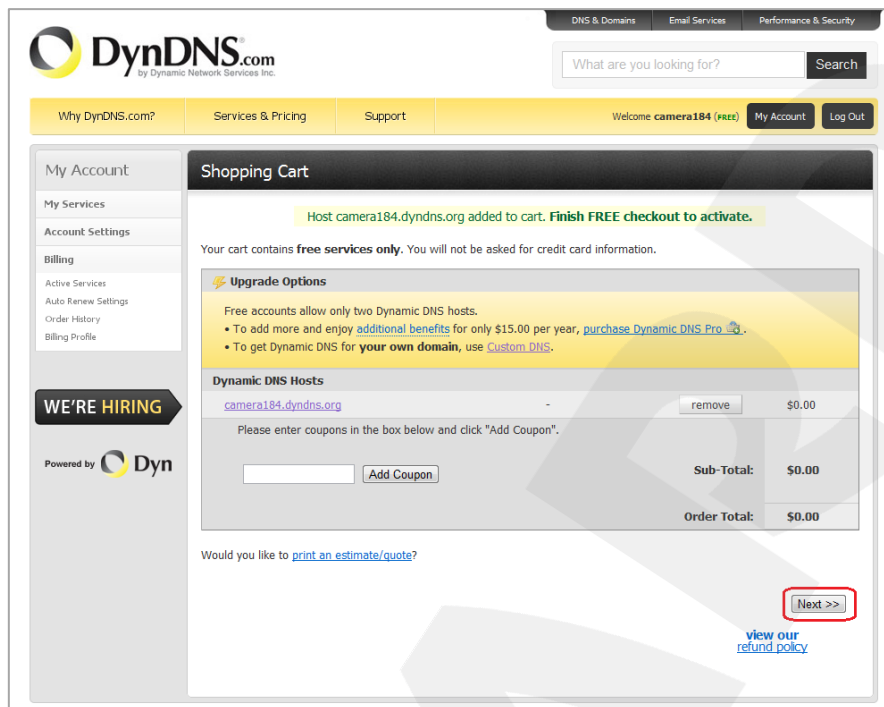 DNS & Domains Email Services Performance & Security
DynDNS.com
by Dynamic Network Services Inc.
What are you looking for? Search
Why DynDNS.com? Services & Pricing Support Welcome camera184 (FREE) My Account Log Out
My Account
My Services
Account Settings
Billing
Active Services
Auto Renew Settings
Order History
Billing Profile
WE'RE HIRING
Powered by Dyn
Shopping Cart
Host camera184.dyndns.org added to cart. Finish FREE checkout to activate.
Your cart contains free services only. You will not be asked for credit card information.
Upgrade Options
Free accounts allow only two Dynamic DNS hosts.
• To add more and enjoy additional benefits for only $15.00 per year, purchase Dynamic DNS Pro .
• To get Dynamic DNS for your own domain, use Custom DNS.
Dynamic DNS Hosts
camera184.dyndns.org - remove $0.00
Please enter coupons in the box below and click "Add Coupon".
Add Coupon Sub-Total: $0.00
Order Total: $0.00
Would you like to print an estimate/quote?
Next >>
view our
refund policy